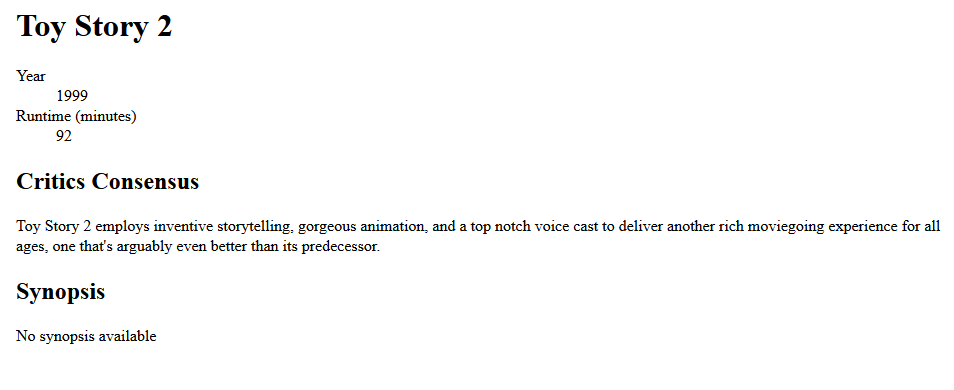 Toy Story 2
Year
1999
Runtime (minutes)
92
Critics Consensus
Toy Story 2 employs inventive storytelling, gorgeous animation, and a top notch voice cast to deliver another rich moviegoing experience for all
ages, one that's arguably even better than its predecessor.
Synopsis
No synopsis available